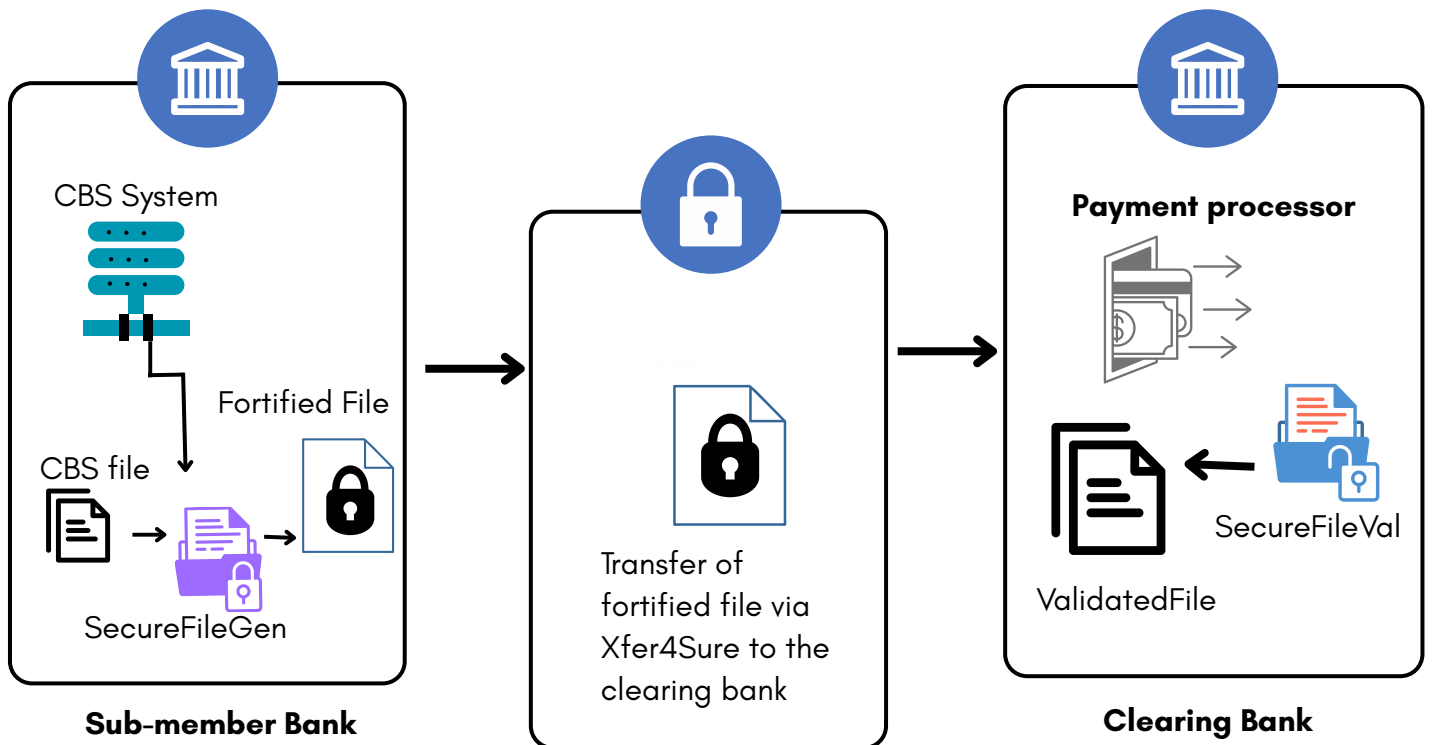 CBS System
Fortified File
CBS file
SecureFileGen
Sub-member Bank
Transfer of
fortified file via
Xfer4Sure to the
clearing bank
Payment processor
$
SecureFileVal
ValidatedFile
Clearing Bank